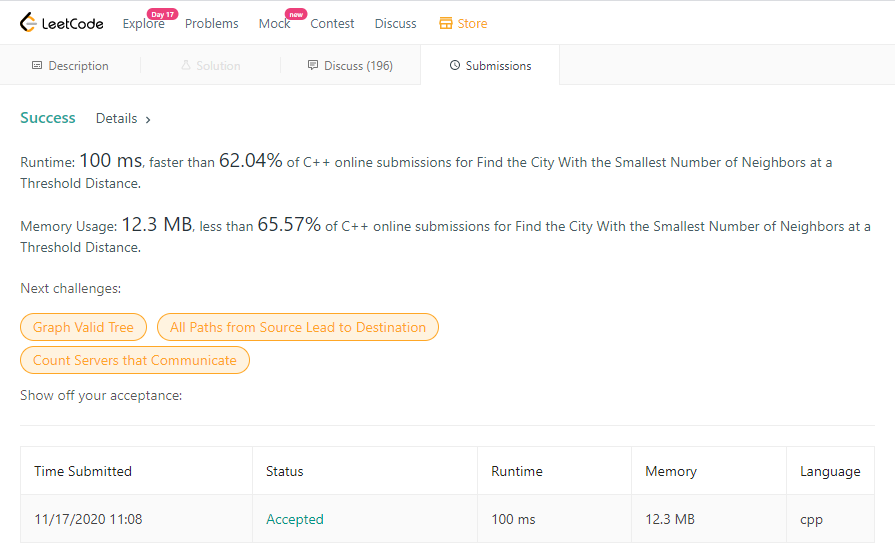 LeetCode Explore Day 17 Problems Mock new Contest Discuss Store
Description Solution Discuss (196) Submissions
Success Details >
Runtime: 100 ms, faster than 62.04% of C++ online submissions for Find the City With the Smallest Number of Neighbors at a
Threshold Distance.
Memory Usage: 12.3 MB, less than 65.57% of C++ online submissions for Find the City With the Smallest Number of Neighbors at a
Threshold Distance.
Next challenges:
Graph Valid Tree All Paths from Source Lead to Destination
Count Servers that Communicate
Show off your acceptance:
Time Submitted Status Runtime Memory Language
11/17/2020 11:08 Accepted 100 ms 12.3 MB cpp